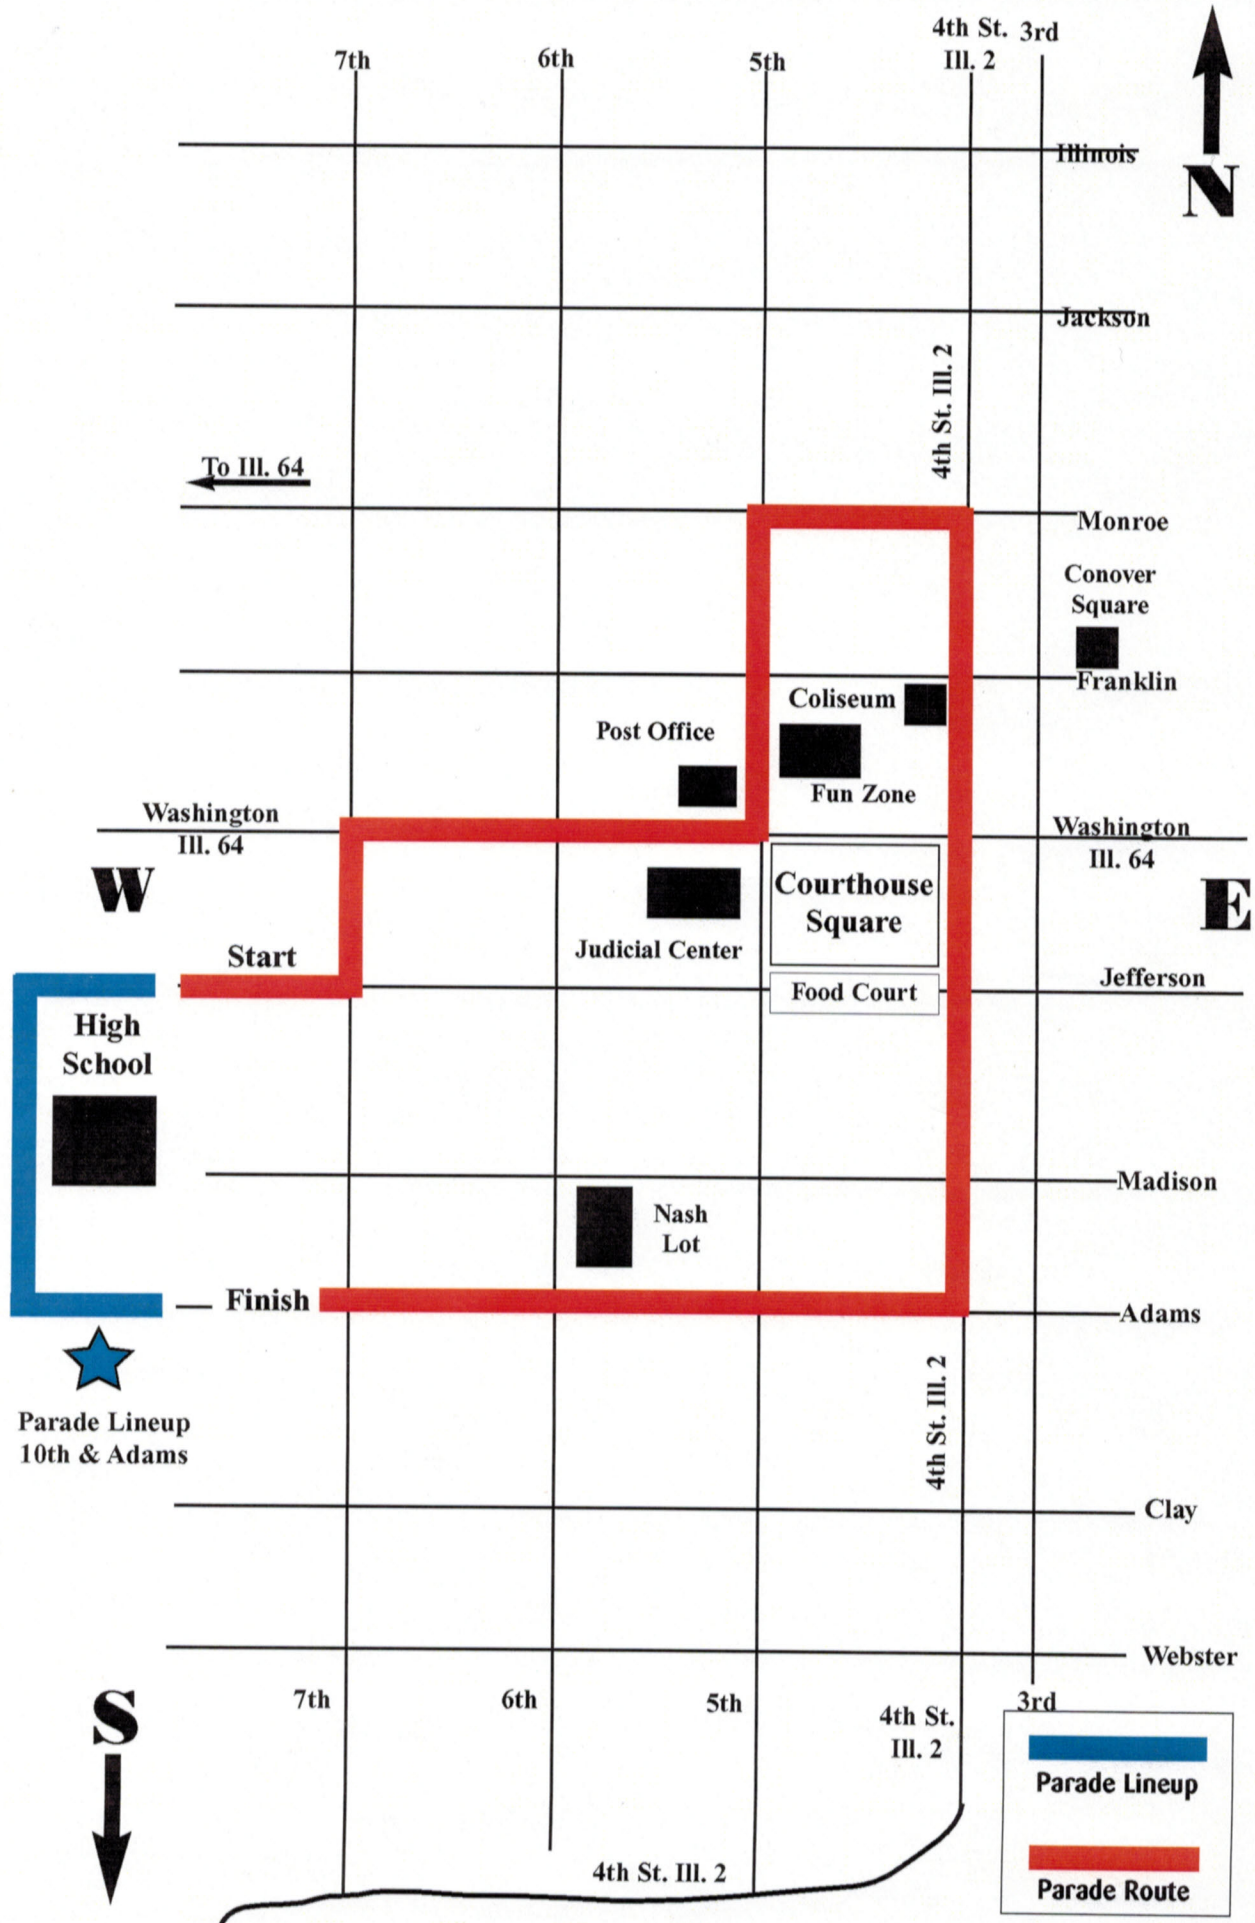 4th St. 3rd
7th 6th 5th Ill. 2
N
Illinois
Jackson
4th St. Ill. 2
To Ill. 64
Monroe
Conover
Square
Franklin
Coliseum
Post Office
Fun Zone
Washington
Ill. 64
Washington
Ill. 64
W
E
Courthouse
Square
Judicial Center
Start
Jefferson
Food Court
High
School
Madison
Nash
Lot
Finish
Adams
Parade Lineup
10th & Adams
4th St. Ill. 2
Clay
Webster
S
7th 6th 5th
4th St.
Ill. 2
3rd
Parade Lineup
Parade Route
4th St. Ill. 2